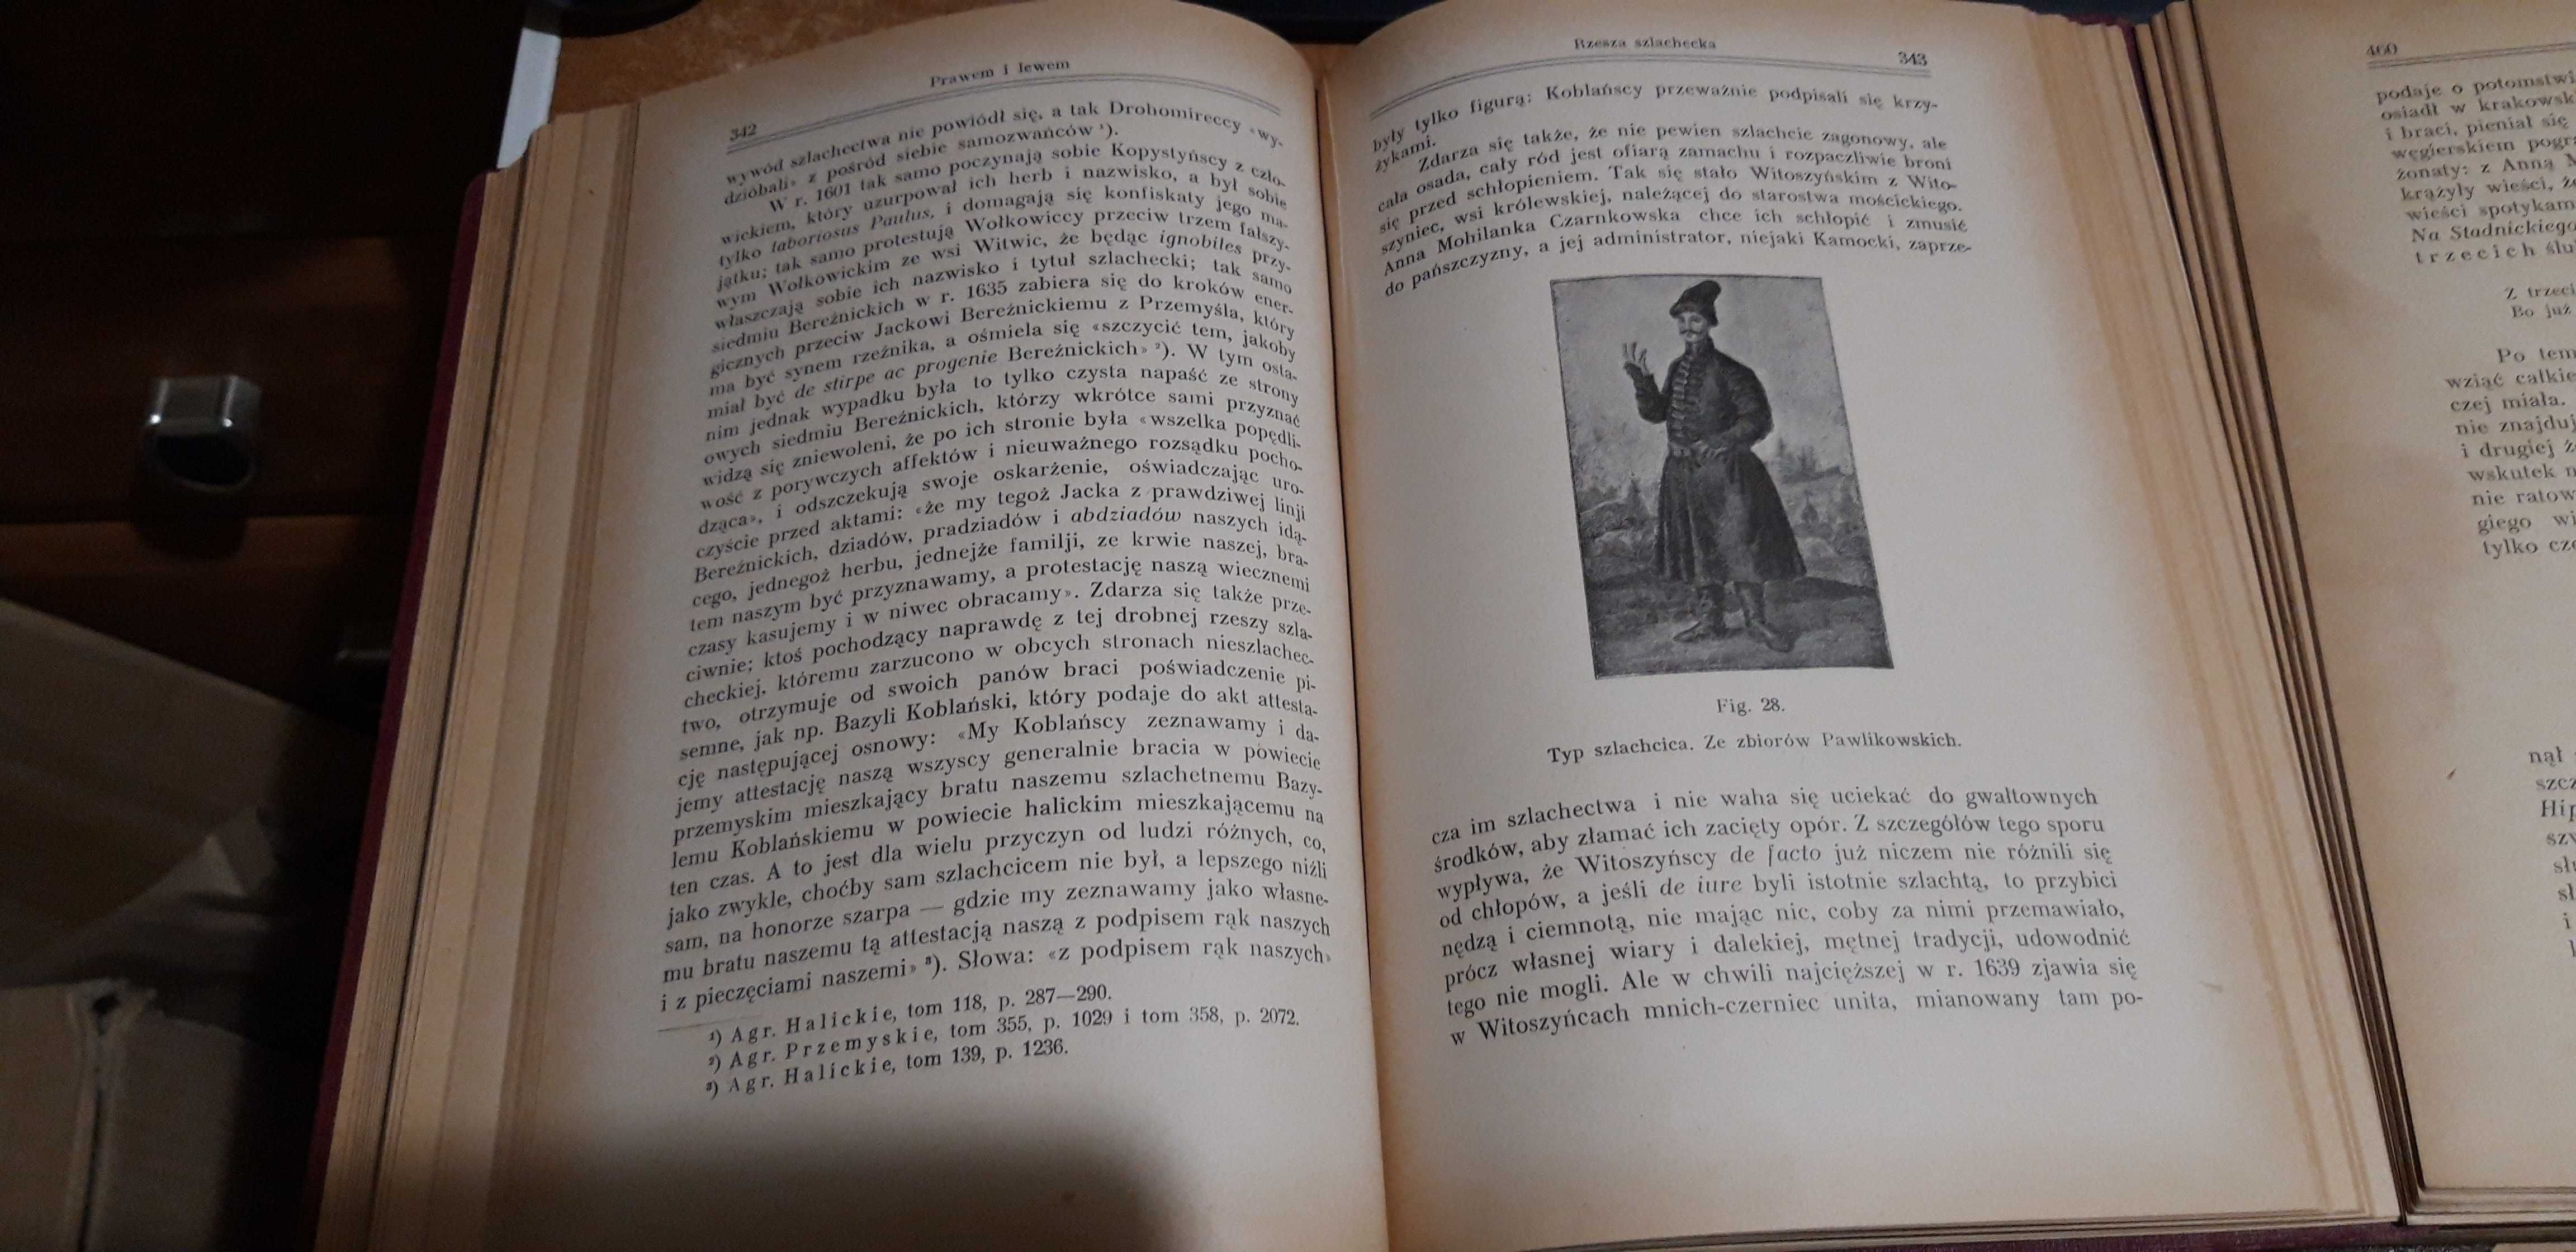 Prawem i lewem
342
wywód szlachectwa nie powiódł się, a tak Drohomireccy «wy-
dzióbali» z pośród siebie samozwańców ¹).
W r. 1601 tak samo poczynają sobie Kopystyńscy z czło-
wiekiem, który uzurpował ich herb i nazwisko, a był sobie
tylko laboriosus Paulus, i domagają się konfiskaty jego ma-
jątku; tak samo protestują Wołkowiccy przeciw trzem fałszy-
wym Wołkowickim ze wsi Witwic, że będąc ignobiles przy-
właszczają sobie ich nazwisko i tytuł szlachecki; tak samo
siedmiu Bereźnickich w r. 1635 zabiera się do kroków ener-
gicznych przeciw Jackowi Bereźnickiemu z Przemyśla, który
ma być synem rzeźnika, a ośmiela się «szczycić tem, jakoby
miał być de stirpe ac progenie Bereźnickich» ²). W tym osta-
nim jednak wypadku była to tylko czysta napaść ze strony
owych siedmiu Bereźnickich, którzy wkrótce sami przyznać
widzą się zniewoleni, że po ich stronie była «wszelka popędli-
wość z porywczych affektów i nieuważnego rozsądku pocho-
dząca», i odszczekują swoje oskarżenie, oświadczając uro-
czyście przed aktami: «że my tegoż Jacka z prawdziwej linji
Bereźnickich, dziadów, pradziadów i abdziadów naszych idą-
cego, jednegoż herbu, jednejże familji, ze krwie naszej, bra-
tem naszym być przyznawamy, a protestację naszą wiecznemi
czasy kasujemy i w niwec obracamy». Zdarza się także prze-
ciwnie; ktoś pochodzący naprawdę z tej drobnej rzeszy szla-
checkiej, któremu zarzucono w obcych stronach nieszlachec-
two, otrzymuje od swoich panów braci poświadczenie pi-
semne, jak np. Bazyli Koblański, który podaje do akt attesta-
cję następującej osnowy: «My Koblańscy zeznawamy i da-
jemy attestację naszą wszyscy generalnie bracia w powiecie
przemyskim mieszkający bratu naszemu szlachetnemu Bazy-
lemu Koblańskiemu w powiecie halickim mieszkającemu na
ten czas. A to jest dla wielu przyczyn od ludzi różnych, co,
jako zwykle, choćby sam szlachcicem nie był, a lepszego niźli
sam, na honorze szarpa — gdzie my zeznawamy jako własne-
mu bratu naszemu tą attestacją naszą z podpisem rąk naszych
i z pieczęciami naszemi» ³). Słowa: «z podpisem rąk naszych»
¹) Agr. Halickie, tom 118, p. 287—290.
²) Agr. Przemyskie, tom 355, p. 1029 i tom 358, p. 2072.
³) Agr. Halickie, tom 139, p. 1236.
Rzesza szlachecka
343
były tylko figurą; Koblańscy przeważnie podpisali się krzy-
żykami.
Zdarza się także, że nie pewien szlachcic zagonowy, ale
cała osada, cały ród jest ofiarą zamachu i rozpaczliwie broni
się przed schłopieniem. Tak się stało Witoszyńskim z Wito-
szyniec, wsi królewskiej, należącej do starostwa mościckiego.
Anna Mohilanka Czarnkowska chce ich schłopić i zmusić
do pańszczyzny, a jej administrator, niejaki Kamocki, zaprze-
Fig. 28.
Typ szlachcica. Ze zbiorów Pawlikowskich.
cza im szlachectwa i nie waha się uciekać do gwałtownych
środków, aby złamać ich zacięty opór. Z szczegółów tego sporu
wypływa, że Witoszyńscy de facto już niczem nie różnili się
od chłopów, a jeśli de iure byli istotnie szlachtą, to przybici
nędzą i ciemnotą, nie mając nic, coby za nimi przemawiało,
prócz własnej wiary i dalekiej, mętnej tradycji, udowodnić
tego nie mogli. Ale w chwili najcięższej w r. 1639 zjawia się
w Witoszyńcach mnich-czerniec unita, mianowany tam po-
460
podaje o potomstwi
osiadł w krakowsk
i braci, pieniał się
węgierskiem pogra
żonaty: z Anną M
krążyły wieści, że
wieści spotykam
Na Stadnickiego
trzecich ślu
Z trzeci
Bo już
Po tem
wziąć całkie
czej miała.
nie znajduj
i drugiej ż
wskutek n
nie ratow
giego wi
tylko cze
nął
szcz
Hip
szy
słu
sł
i